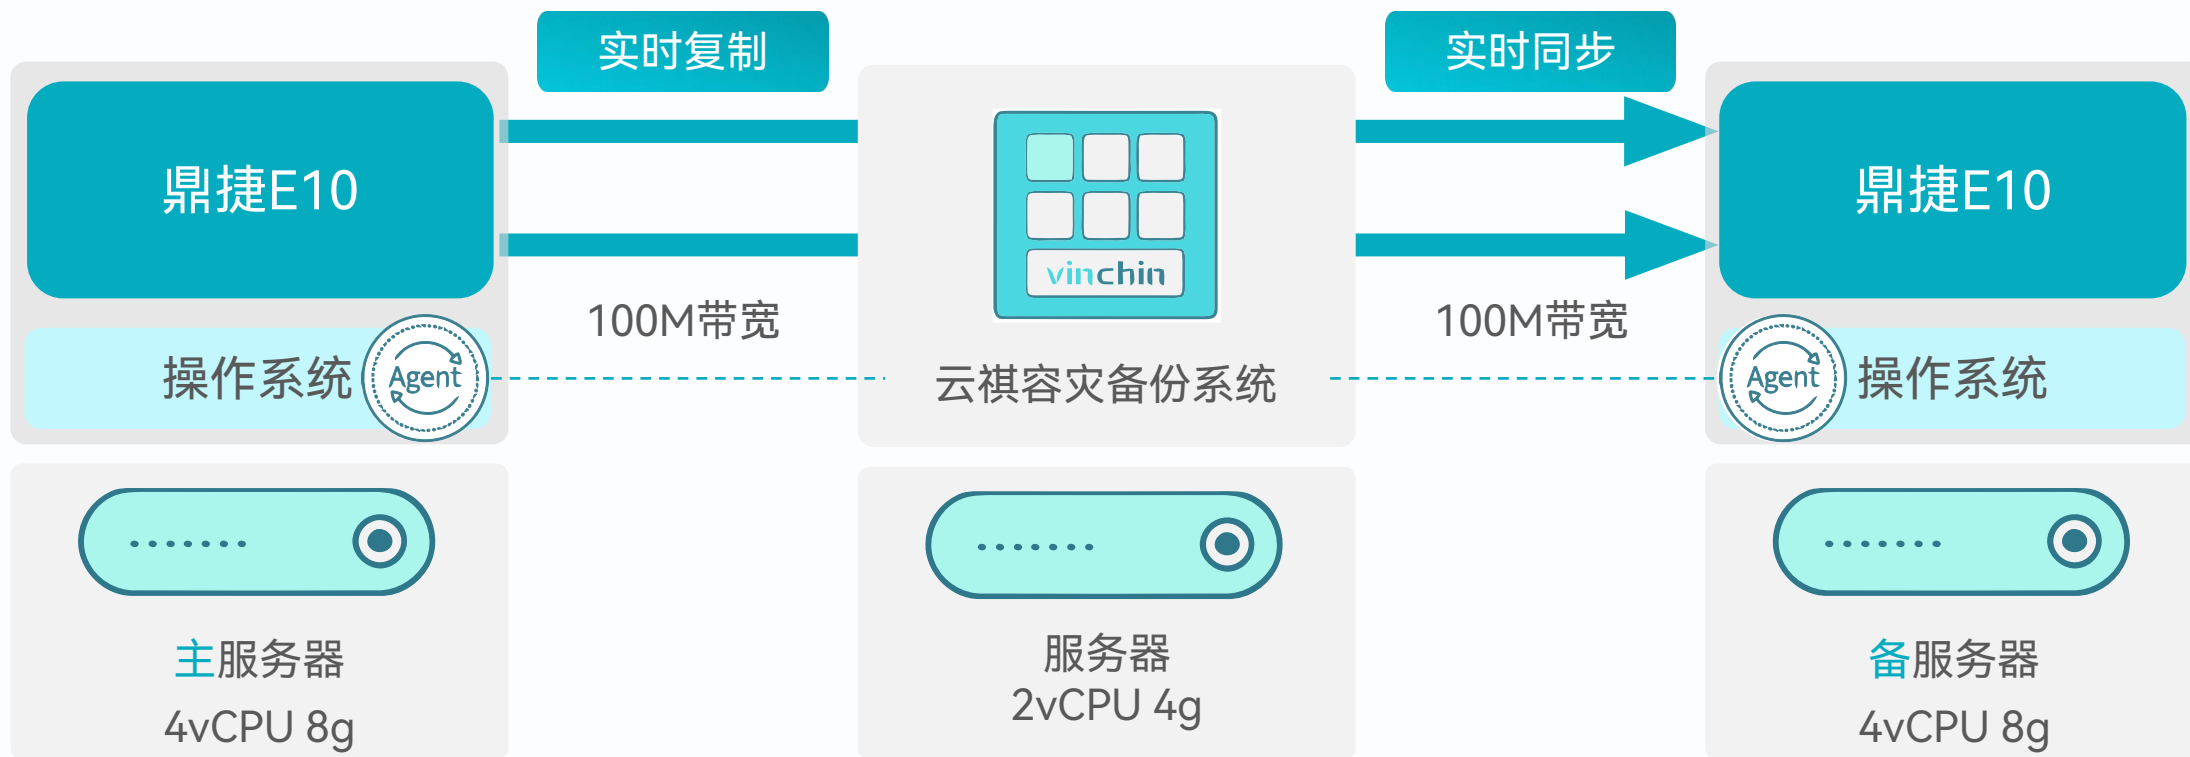 实时复制
实时同步
鼎捷E10
vinchin
鼎捷E10
100M带宽
100M带宽
操作系统
Agent
云祺容灾备份系统
Agent
操作系统
主服务器
4vCPU 8g
服务器
2vCPU 4g
备服务器
4vCPU 8g